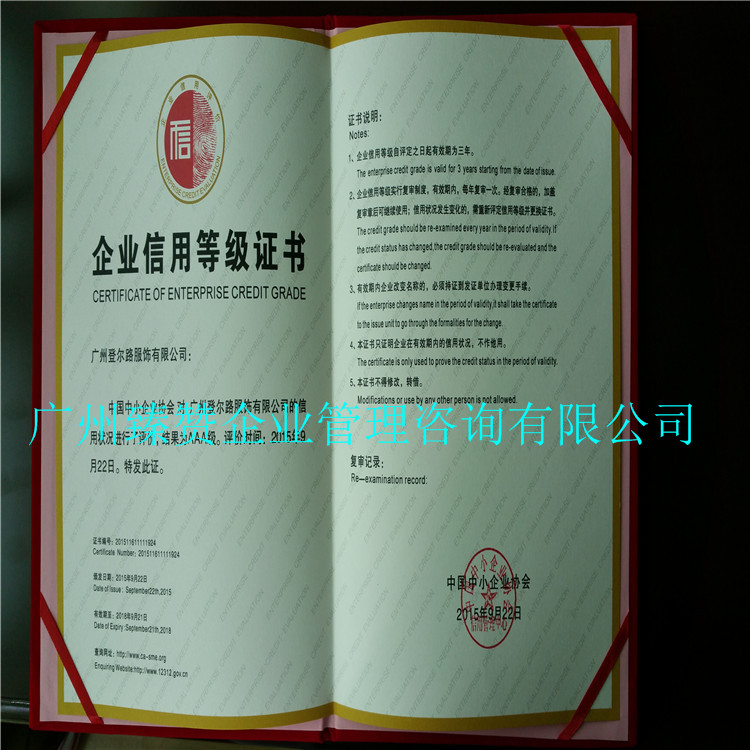 企业信用评价
信
ENTERPRISE CREDIT EVALUATION
企业信用等级证书
CERTIFICATE OF ENTERPRISE CREDIT GRADE
广州登尔路服饰有限公司：
中国中小企业协会 对 广州登尔路服饰有限公司的信
用状况进行了评价，结果为AAA级。评价时间：2015年9
月22日。特发此证。
证书编号：201511611111924
Certificate Number: 201511611111924
颁发日期：2015年9月22日
Date of Issue: September22th,2015
有效期至：2018年9月21日
Date of Expiry:September21th,2018
查询网址：http://www.ca-sme.org
Enquiring Website:http://www.12312.gov.cn
证书说明：
Notes:
1、企业信用等级自评定之日起有效期为三年。
The enterprise credit grade is valid for 3 years starting from the date of issue.
2、企业信用等级实行复审制度，有效期内，每年复审一次。经复审合格的，加盖
复审章后可继续使用；信用状况发生变化的，需重新评定信用等级并更换证书。
The credit grade should be re-examined every year in the period of validity.If
the credit status has changed,the credit grade should be re-evaluated and the
certificate should be changed.
3、有效期内企业改变名称的，必须持证到发证单位办理变更手续。
If the enterprise changes name in the period of validity,it shall take the certificate
to the issue unit to go through the formalities for the change.
4、本证书只证明企业在有效期内的信用状况，不作他用。
The certificate is only used to prove the credit status in the period of validity.
5、本证书不得修改，转借。
Modifications or use by any other person is not allowed.
复审记录：
Re-examination record:
中国中小企业协会
2015年9月22日
广州臻赞企业管理咨询有限公司